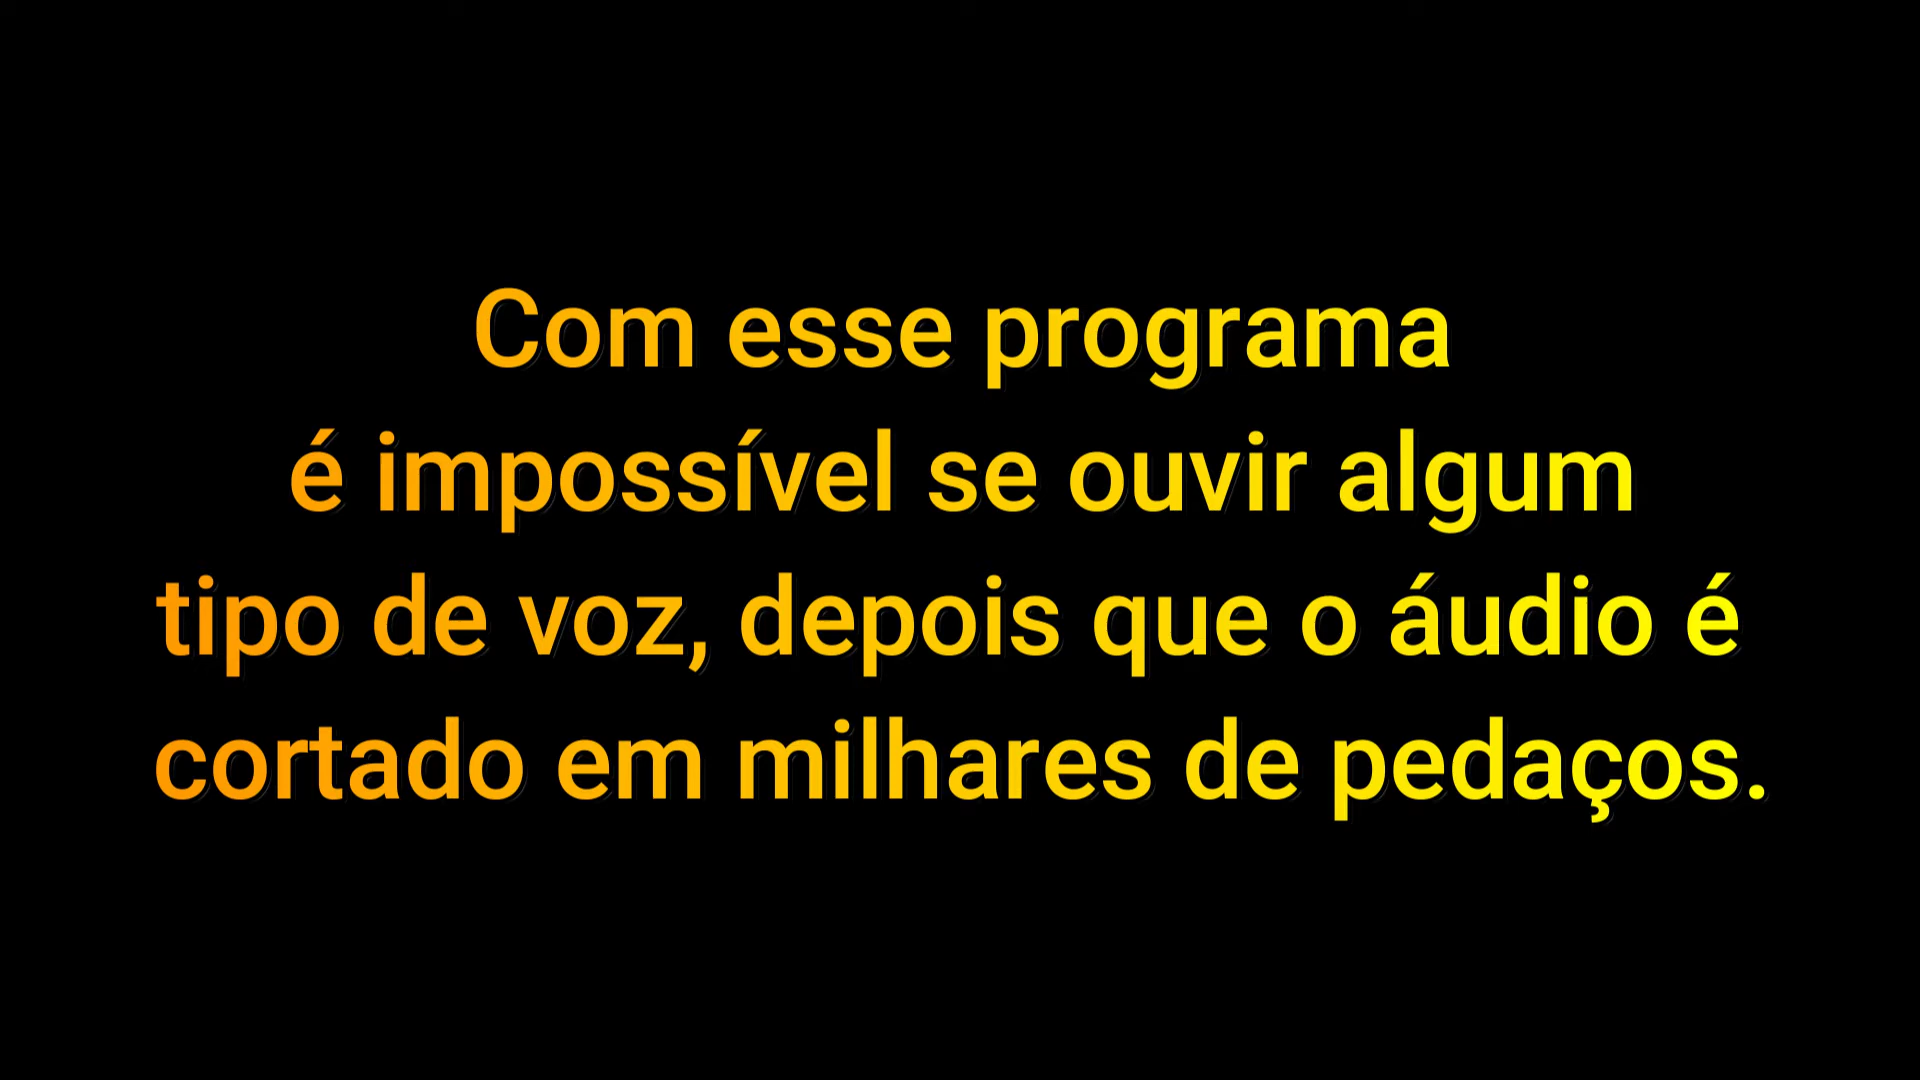 Com esse programa
é impossível se ouvir algum
tipo de voz, depois que o áudio é
cortado em milhares de pedaços.